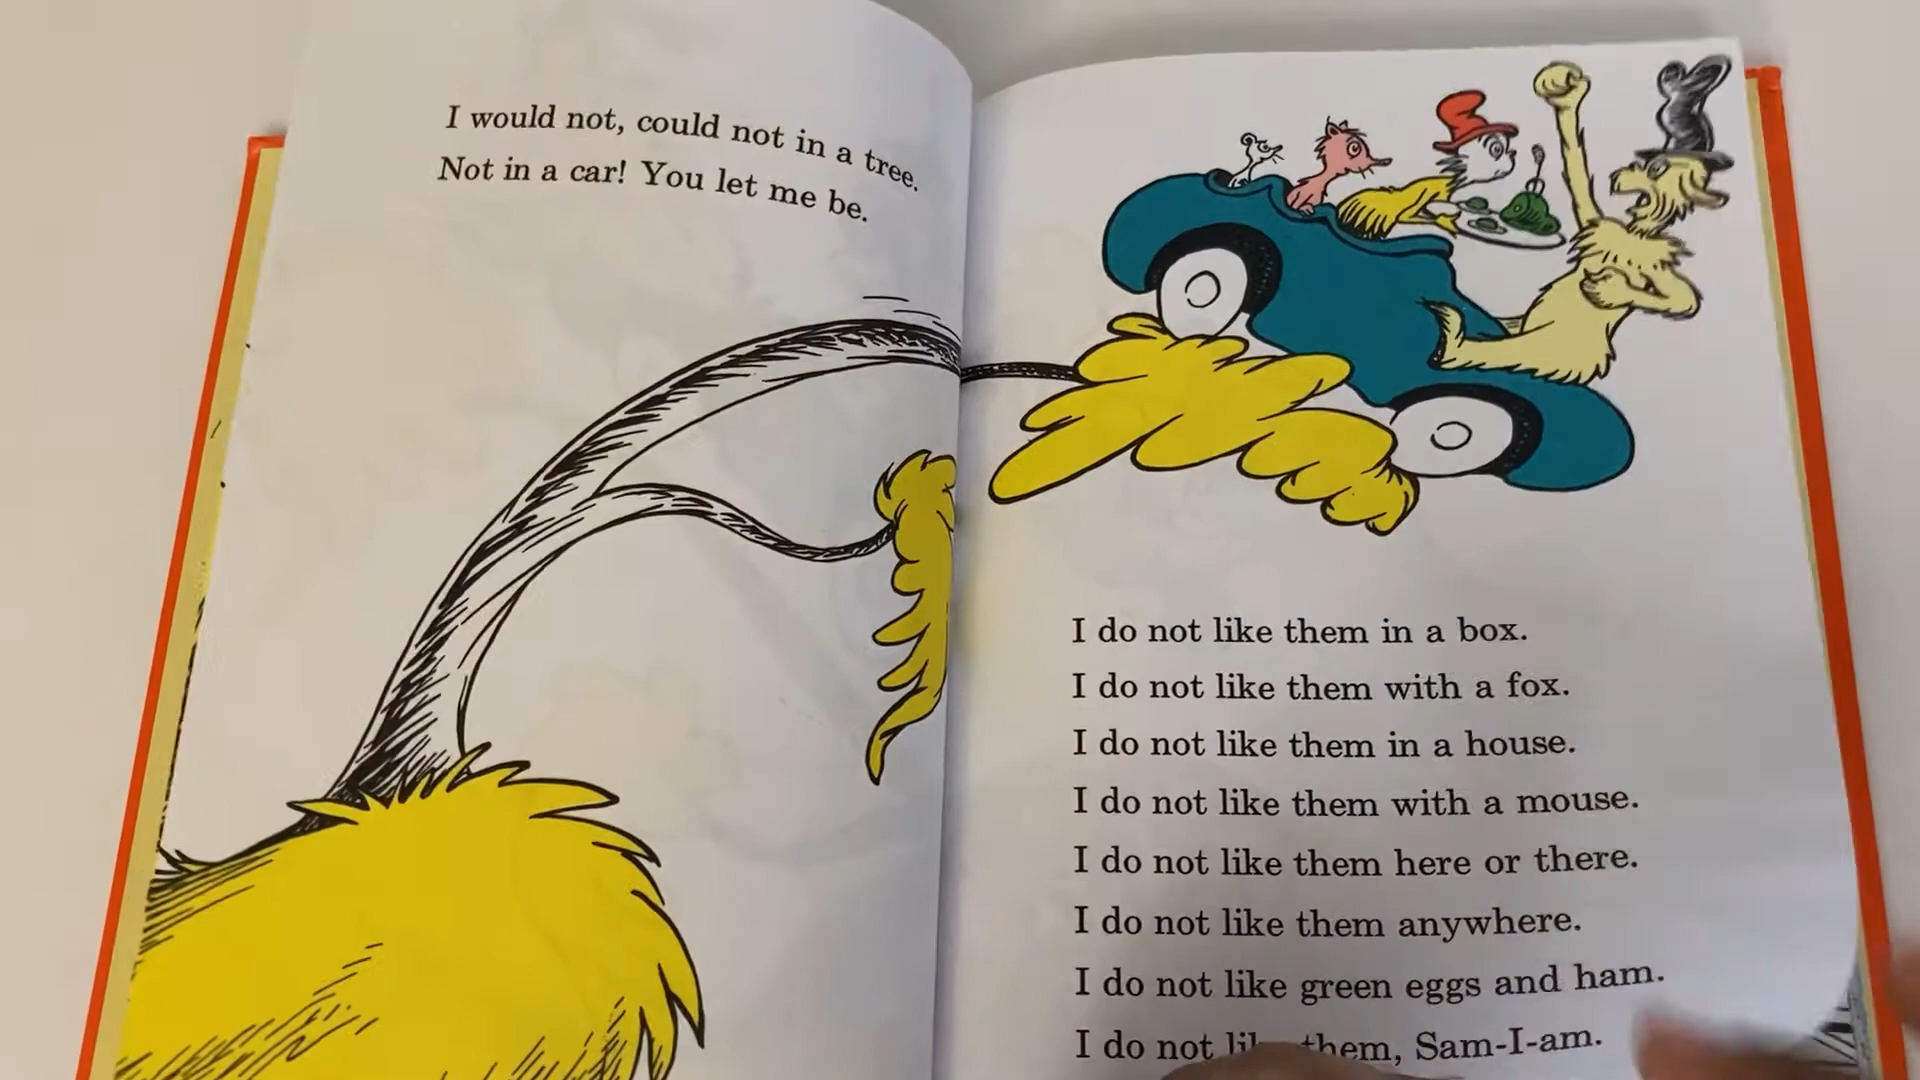 I would not, could not in a tree.
Not in a car! You let me be.
I do not like them in a box.
I do not like them with a fox.
I do not like them in a house.
I do not like them with a mouse.
I do not like them here or there.
I do not like them anywhere.
I do not like green eggs and ham.
I do not them, Sam-I-am.